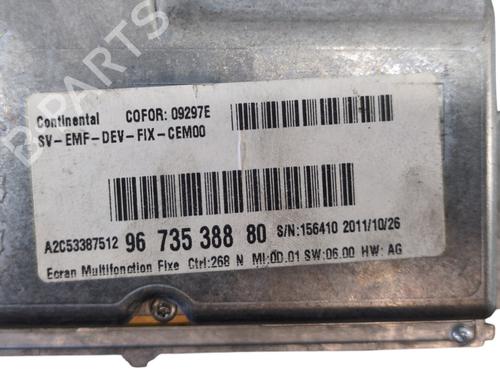 B-PARTS
Continental COFOR: 09297E
SV-EMF-DEV-FIX-CEM00
A2C53387512 96 735 388 80 S/N:156410 2011/10/26
Ecran Multifonction Fixe Ctrl:268 N MI:0D.01 SW:06.00 HW: AG